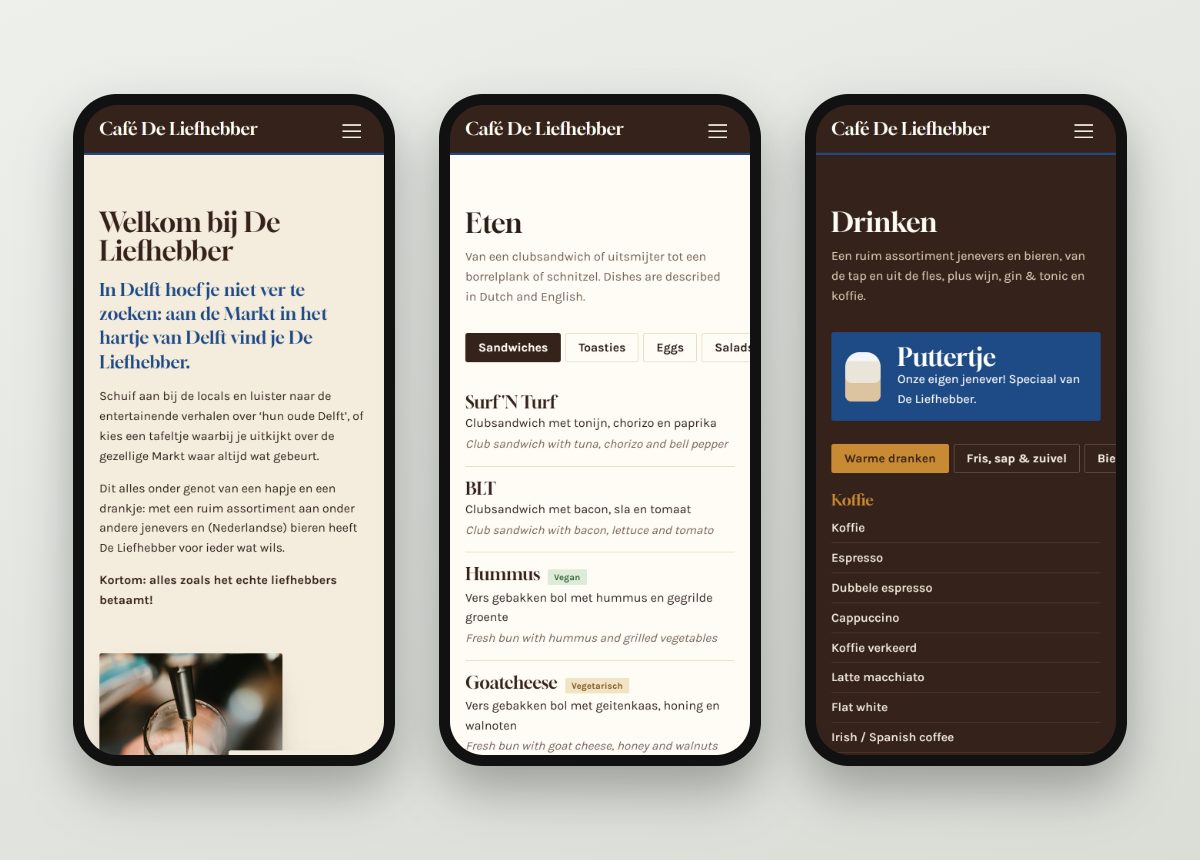 Café De Liefhebber
Welkom bij De
Liefhebber
In Delft hoef je niet ver te
zoeken: aan de Markt in het
hartje van Delft vind je De
Liefhebber.
Schuif aan bij de locals en luister naar de
entertainende verhalen over ‘hun oude Delft’, of
kies een tafeltje waarbij je uitkijkt over de
gezellige Markt waar altijd wat gebeurt.
Dit alles onder genot van een hapje en een
drankje: met een ruim assortiment aan onder
andere jenevers en (Nederlandse) bieren heeft
De Liefhebber voor ieder wat wils.
Kortom: alles zoals het echte liefhebbers
betaamt!
Café De Liefhebber
Eten
Van een clubsandwich of uitsmijter tot een
borrelplank of schnitzel. Dishes are described
in Dutch and English.
Sandwiches Toasties Eggs Salads
Surf 'N Turf
Clubsandwich met tonijn, chorizo en paprika
Club sandwich with tuna, chorizo and bell pepper
BLT
Clubsandwich met bacon, sla en tomaat
Club sandwich with bacon, lettuce and tomato
Hummus Vegan
Vers gebakken bol met hummus en gegrilde
groente
Fresh bun with hummus and grilled vegetables
Goatcheese Vegetarisch
Vers gebakken bol met geitenkaas, honing en
walnoten
Fresh bun with goat cheese, honey and walnuts
Café De Liefhebber
Drinken
Een ruim assortiment jenevers en bieren, van
de tap en uit de fles, plus wijn, gin & tonic en
koffie.
Puttertje
Onze eigen jenever! Speciaal van
De Liefhebber.
Warme dranken Fris, sap & zuivel Bie
Koffie
Koffie
Espresso
Dubbele espresso
Cappuccino
Koffie verkeerd
Latte macchiato
Flat white
Irish / Spanish coffee